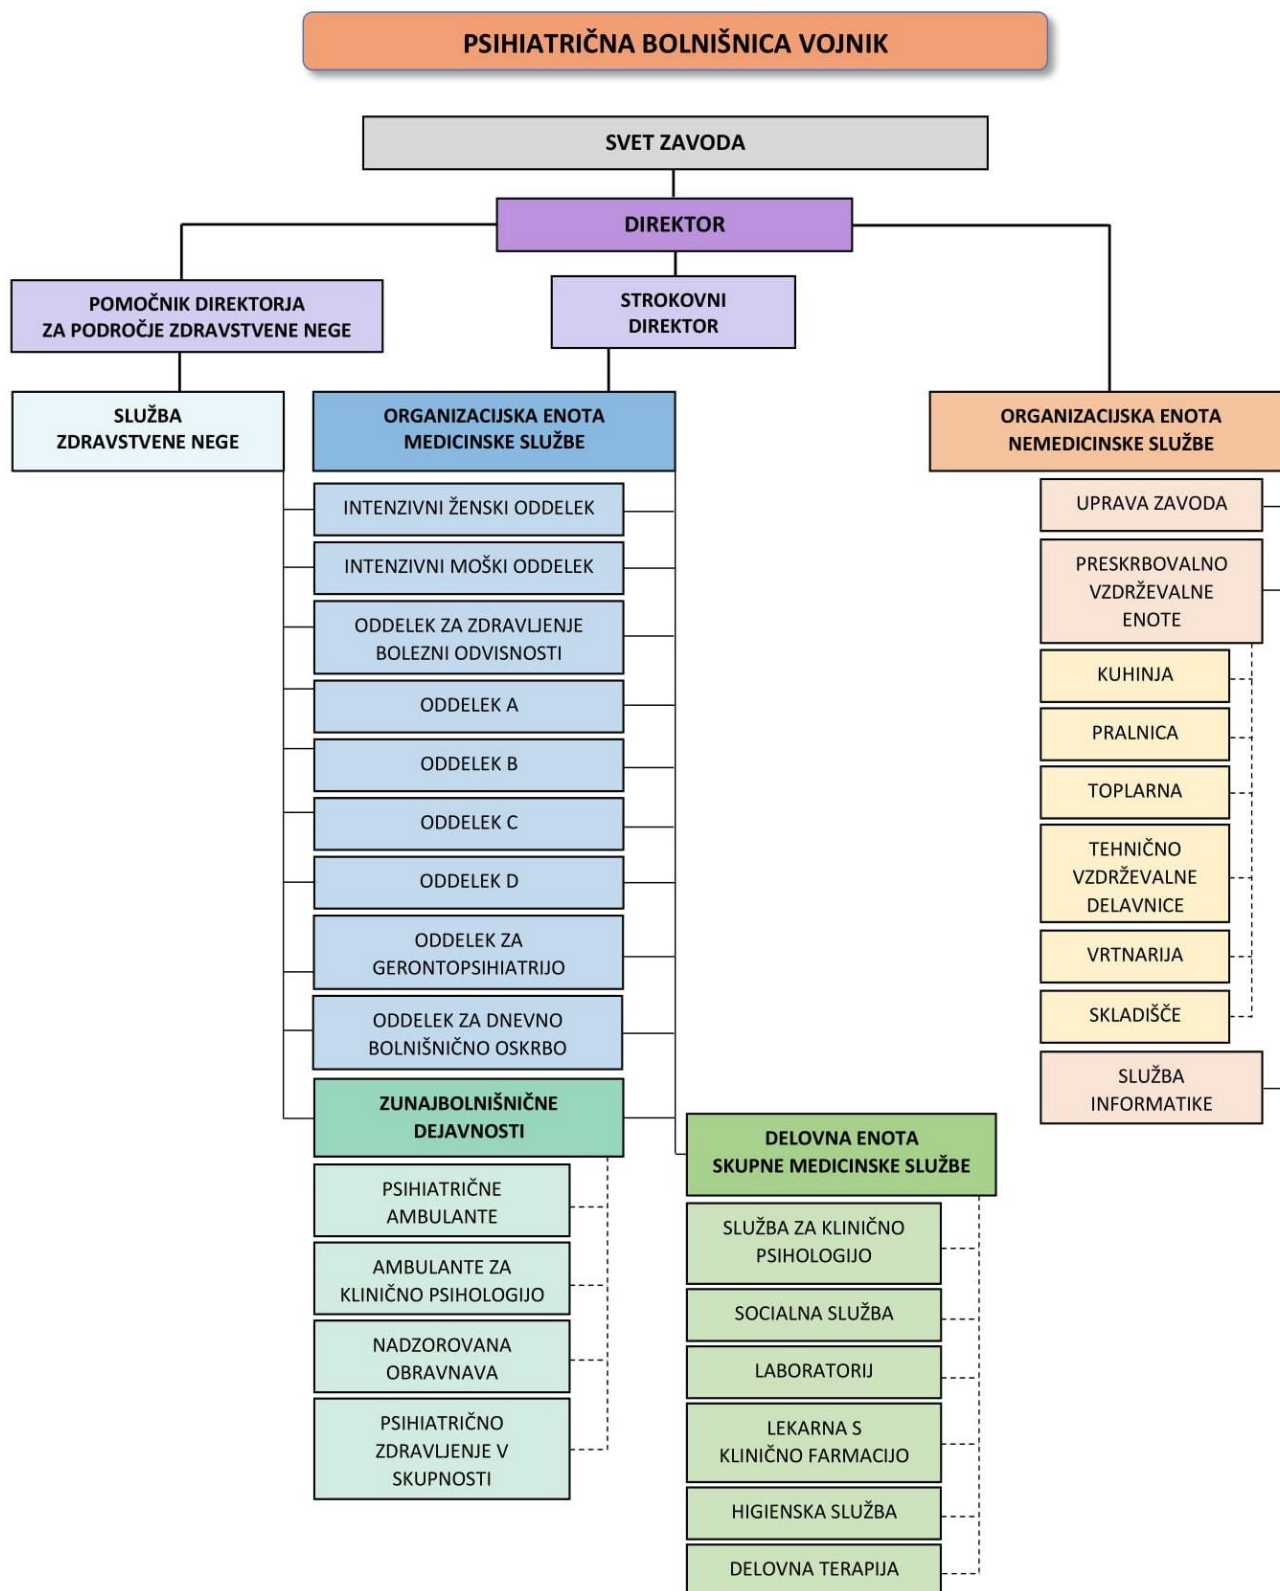 PSIHIATRIČNA BOLNIŠNICA VOJNIK
SVET ZAVODA
DIREKTOR
POMOČNIK DIREKTORJA
ZA PODROČJE ZDRAVSTVENE NEGE
STROKOVNI
DIREKTOR
SLUŽBA
ZDRAVSTVENE NEGE
ORGANIZACIJSKA ENOTA
MEDICINSKE SLUŽBE
INTENZIVNI ŽENSKI ODDELEK
INTENZIVNI MOŠKI ODDELEK
ODDELEK ZA ZDRAVLJENJE
BOLEZNI ODVISNOSTI
ODDELEK A
ODDELEK B
ODDELEK C
ODDELEK D
ODDELEK ZA
GERONTOPSIHIATRIJO
ODDELEK ZA DNEVNO
BOLNIŠNIČNO OSKRBO
ZUNAJBOLNIŠNIČNE
DEJAVNOSTI
PSIHIATRIČNE
AMBULANTE
AMBULANTE ZA
KLINIČNO PSIHOLOGIJO
NADZOROVANA
OBRAVNAVA
PSIHIATRIČNO
ZDRAVLJENJE V
SKUPNOSTI
DELOVNA ENOTA
SKUPNE MEDICINSKE SLUŽBE
SLUŽBA ZA KLINIČNO
PSIHOLOGIJO
SOCIALNA SLUŽBA
LABORATORIJ
LEKARNA S
KLINIČNO FARMACIJO
HIGIENSKA SLUŽBA
DELOVNA TERAPIJA
ORGANIZACIJSKA ENOTA
NEMEDICINSKE SLUŽBE
UPRAVA ZAVODA
PRESKRBOVALNO
VZDRŽEVALNE
ENOTE
KUHINJA
PRALNICA
TOPLARNA
TEHNIČNO
VZDRŽEVALNE
DELAVNICE
VRTNARIJA
SKLADIŠČE
SLUŽBA
INFORMATIKE